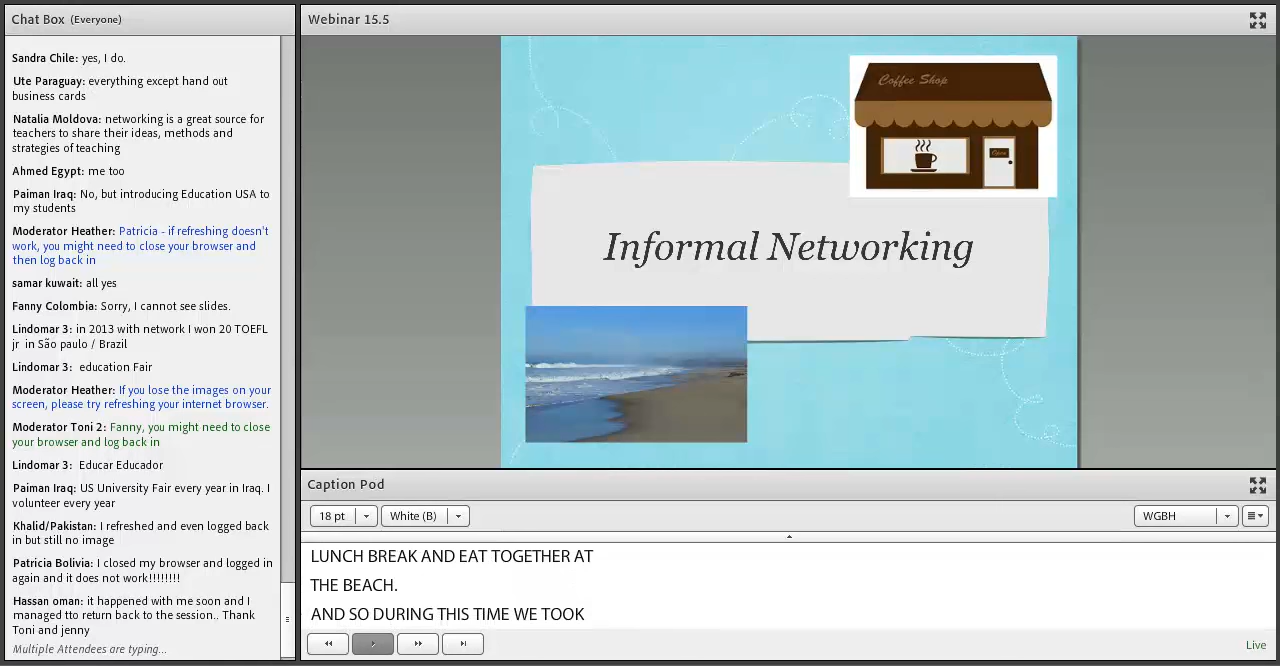 Chat Box (Everyone)
Sandra Chile: yes, I do.
Ute Paraguay: everything except hand out
business cards
Natalia Moldova: networking is a great source for
teachers to share their ideas, methods and
strategies of teaching
Ahmed Egypt: me too
Paiman Iraq: No, but introducing Education USA to
my students
Moderator Heather: Patricia - if refreshing doesn't
work, you might need to close your browser and
then log back in
samar kuwait: all yes
Fanny Colombia: Sorry, I cannot see slides.
Lindomar 3: in 2013 with network I won 20 TOEFL
jr in São paulo / Brazil
Lindomar 3: education Fair
Moderator Heather: If you lose the images on your
screen, please try refreshing your internet browser.
Moderator Toni 2: Fanny, you might need to close
your browser and log back in
Lindomar 3: Educar Educador
Paiman Iraq: US University Fair every year in Iraq. I
volunteer every year
Khalid/Pakistan: I refreshed and even logged back
in but still no image
Patricia Bolivia: I closed my browser and logged in
again and it does not work!!!!!!!!
Hassan oman: it happened with me soon and I
managed tto return back to the session.. Thank
Toni and jenny
Multiple Attendees are typing...
Webinar 15.5
Coffee Shop
Informal Networking
Caption Pod
18 pt
White (B)
WGBH
LUNCH BREAK AND EAT TOGETHER AT
THE BEACH.
AND SO DURING THIS TIME WE TOOK
Live